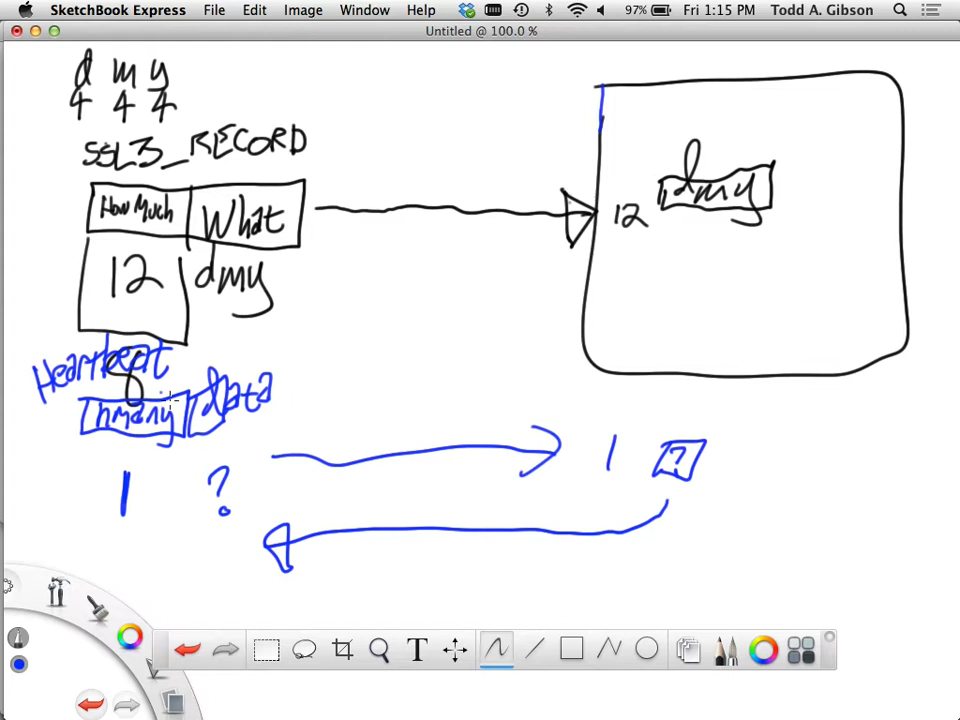 SketchBook Express File Edit Image Window Help 97% Fri 1:15 PM Todd A. Gibson
Untitled @ 100.0 %
d m y
4 4 4
SSL3_RECORD
How Much What
12 dmy
12 dmy
Heartbeat
8
hmany data
1 ?
1 ?
T